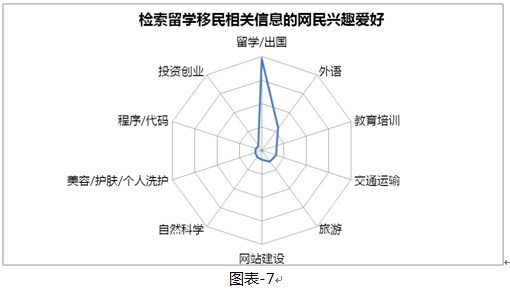 检索留学移民相关信息的网民兴趣爱好
留学/出国
投资创业
外语
程序/代码
教育培训
美容/护肤/个人洗护
交通运输
自然科学
旅游
网站建设
图表-7